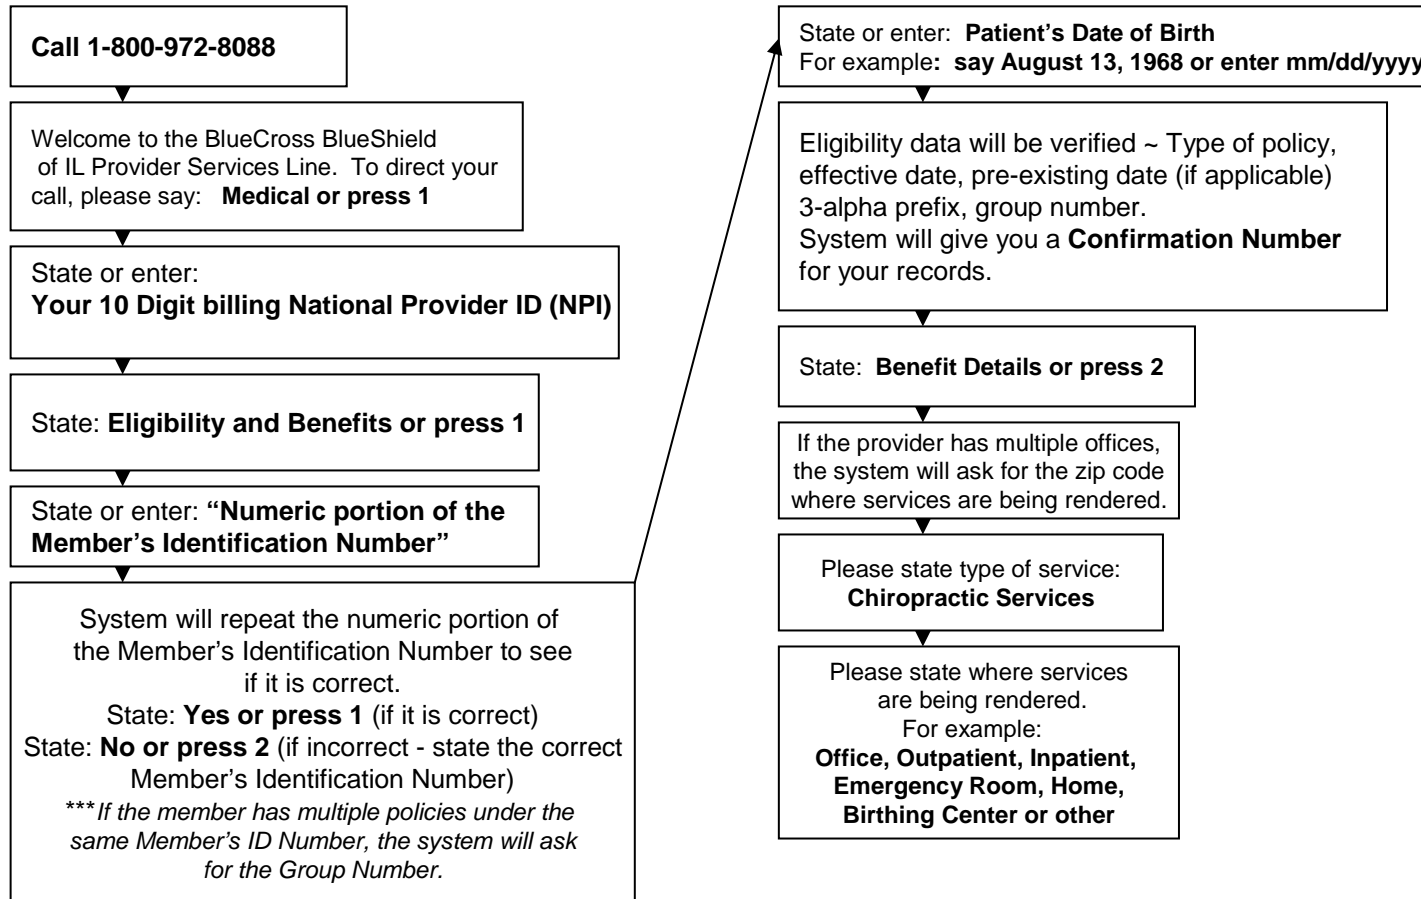 Call 1-800-972-8088
Welcome to the BlueCross BlueShield
of IL Provider Services Line. To direct your
call, please say: Medical or press 1
State or enter:
Your 10 Digit billing National Provider ID (NPI)
State: Eligibility and Benefits or press 1
State or enter: “Numeric portion of the
Member’s Identification Number”
System will repeat the numeric portion of
the Member’s Identification Number to see
if it is correct.
State: Yes or press 1 (if it is correct)
State: No or press 2 (if incorrect - state the correct
Member’s Identification Number)
***If the member has multiple policies under the
same Member’s ID Number, the system will ask
for the Group Number.
State or enter: Patient’s Date of Birth
For example: say August 13, 1968 or enter mm/dd/yyyy
Eligibility data will be verified ~ Type of policy,
effective date, pre-existing date (if applicable)
3-alpha prefix, group number.
System will give you a Confirmation Number
for your records.
State: Benefit Details or press 2
If the provider has multiple offices,
the system will ask for the zip code
where services are being rendered.
Please state type of service:
Chiropractic Services
Please state where services
are being rendered.
For example:
Office, Outpatient, Inpatient,
Emergency Room, Home,
Birthing Center or other